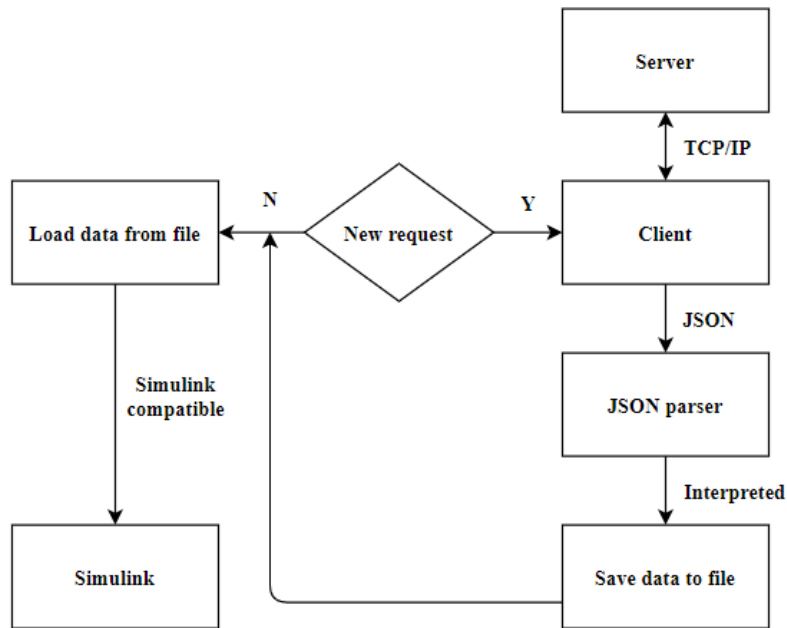 Server
TCP/IP
N
Y
Load data from file
New request
Client
JSON
Simulink
compatible
JSON parser
Interpreted
Simulink
Save data to file